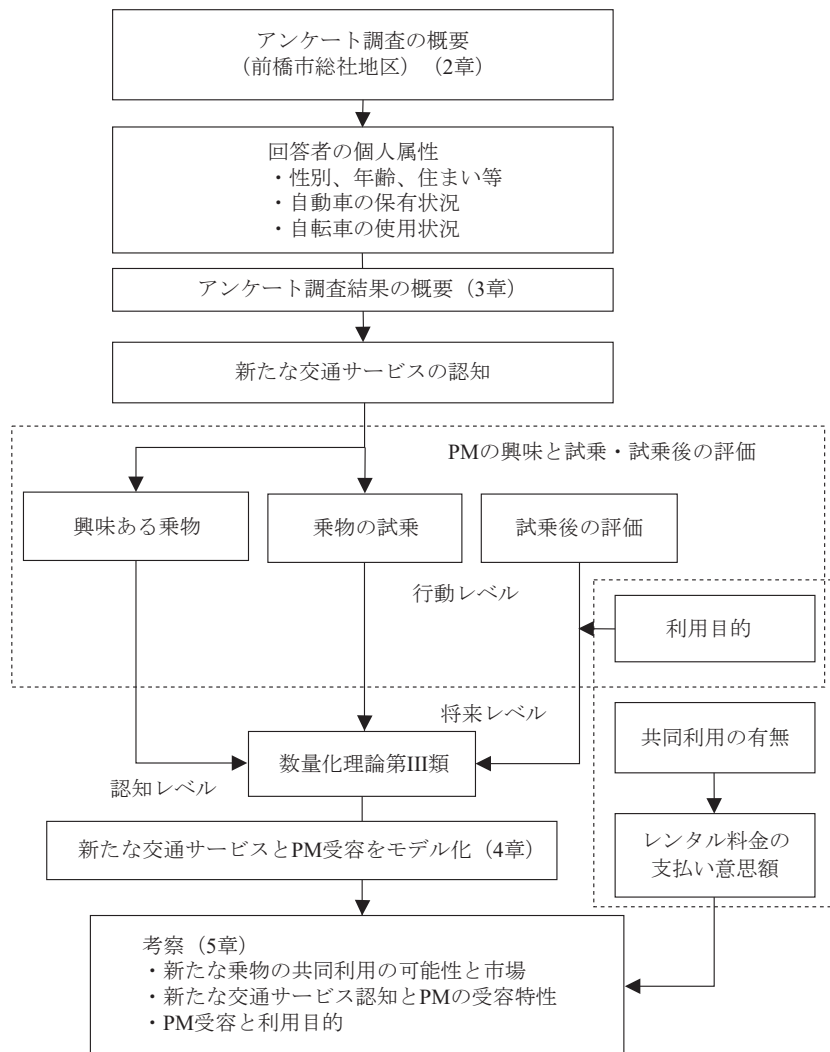 アンケート調査の概要
（前橋市総社地区）（2章）
回答者の個人属性
・性別、年齢、住まい等
・自動車の保有状況
・自転車の使用状況
アンケート調査結果の概要（3章）
新たな交通サービスの認知
PMの興味と試乗・試乗後の評価
興味ある乗物
乗物の試乗
試乗後の評価
行動レベル
利用目的
将来レベル
共同利用の有無
数量化理論第III類
認知レベル
新たな交通サービスとPM受容をモデル化（4章）
レンタル料金の
支払い意思額
考察（5章）
・新たな乗物の共同利用の可能性と市場
・新たな交通サービス認知とPMの受容特性
・PM受容と利用目的